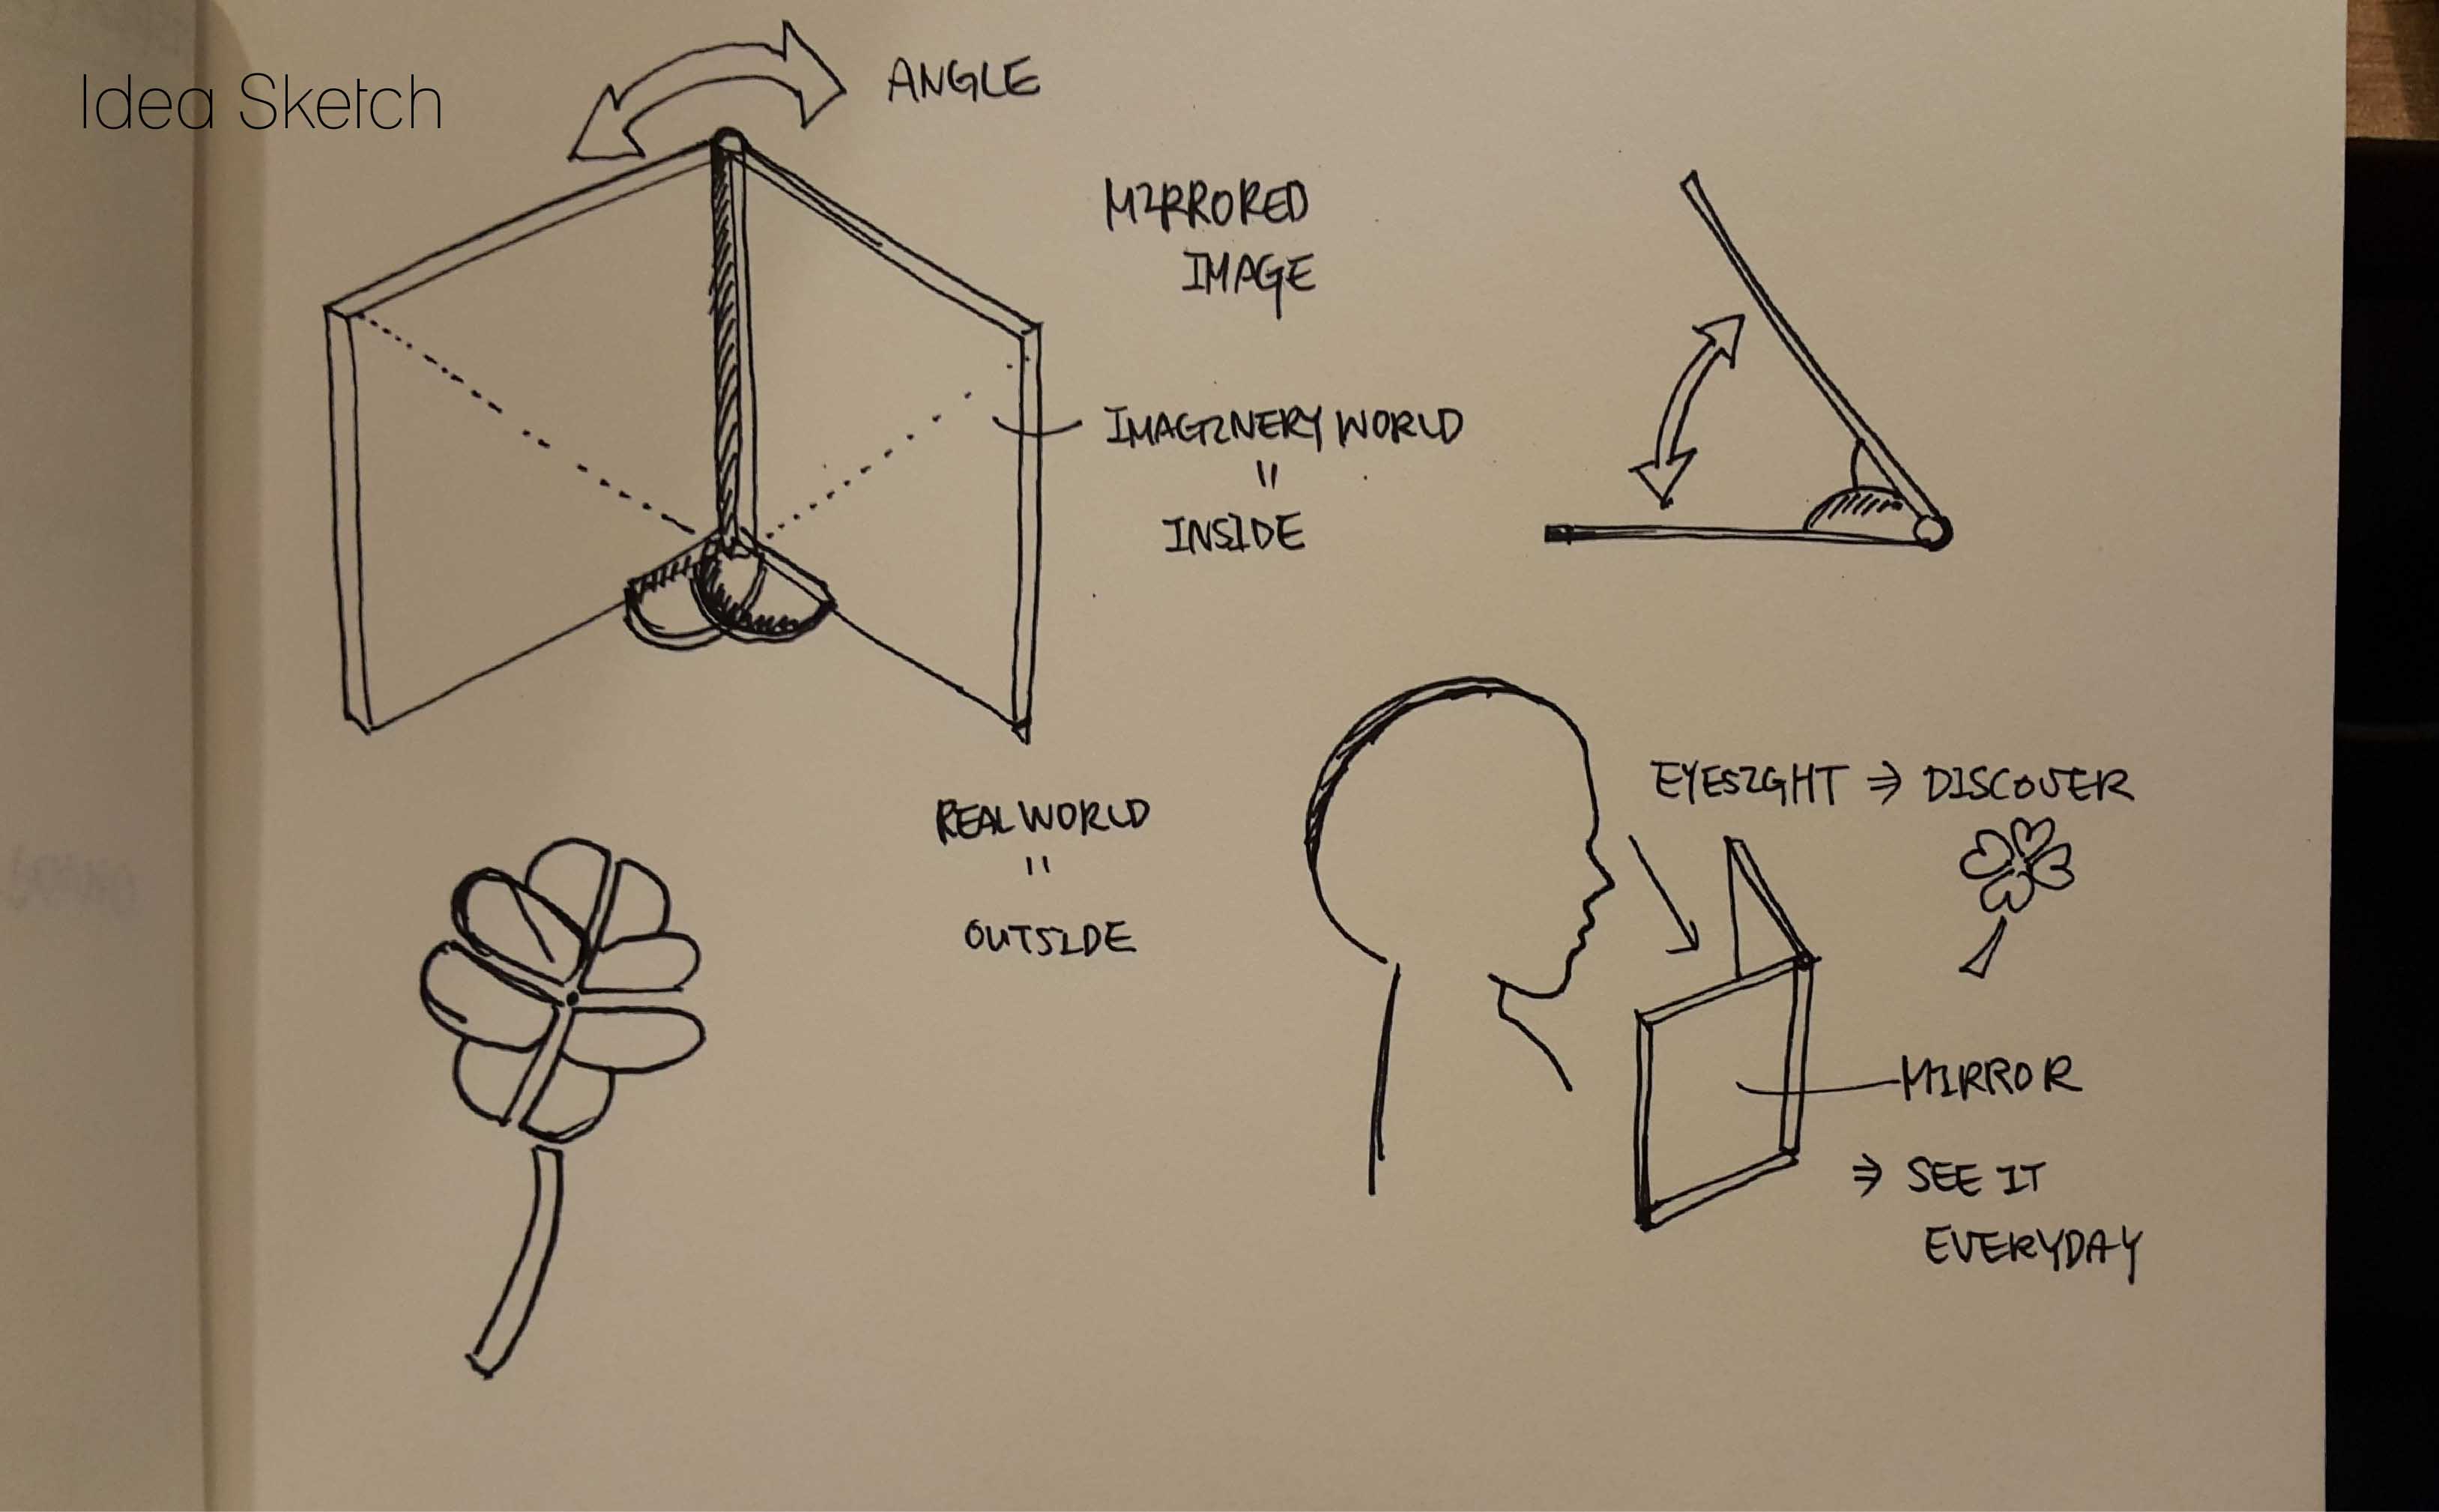 Idea Sketch
ANGLE
MIRRORED
IMAGE
IMAGINERY WORLD
"
INSIDE
REAL WORLD
"
OUTSIDE
EYESIGHT ⇒ DISCOVER
MIRROR
⇒ SEE IT
EVERYDAY